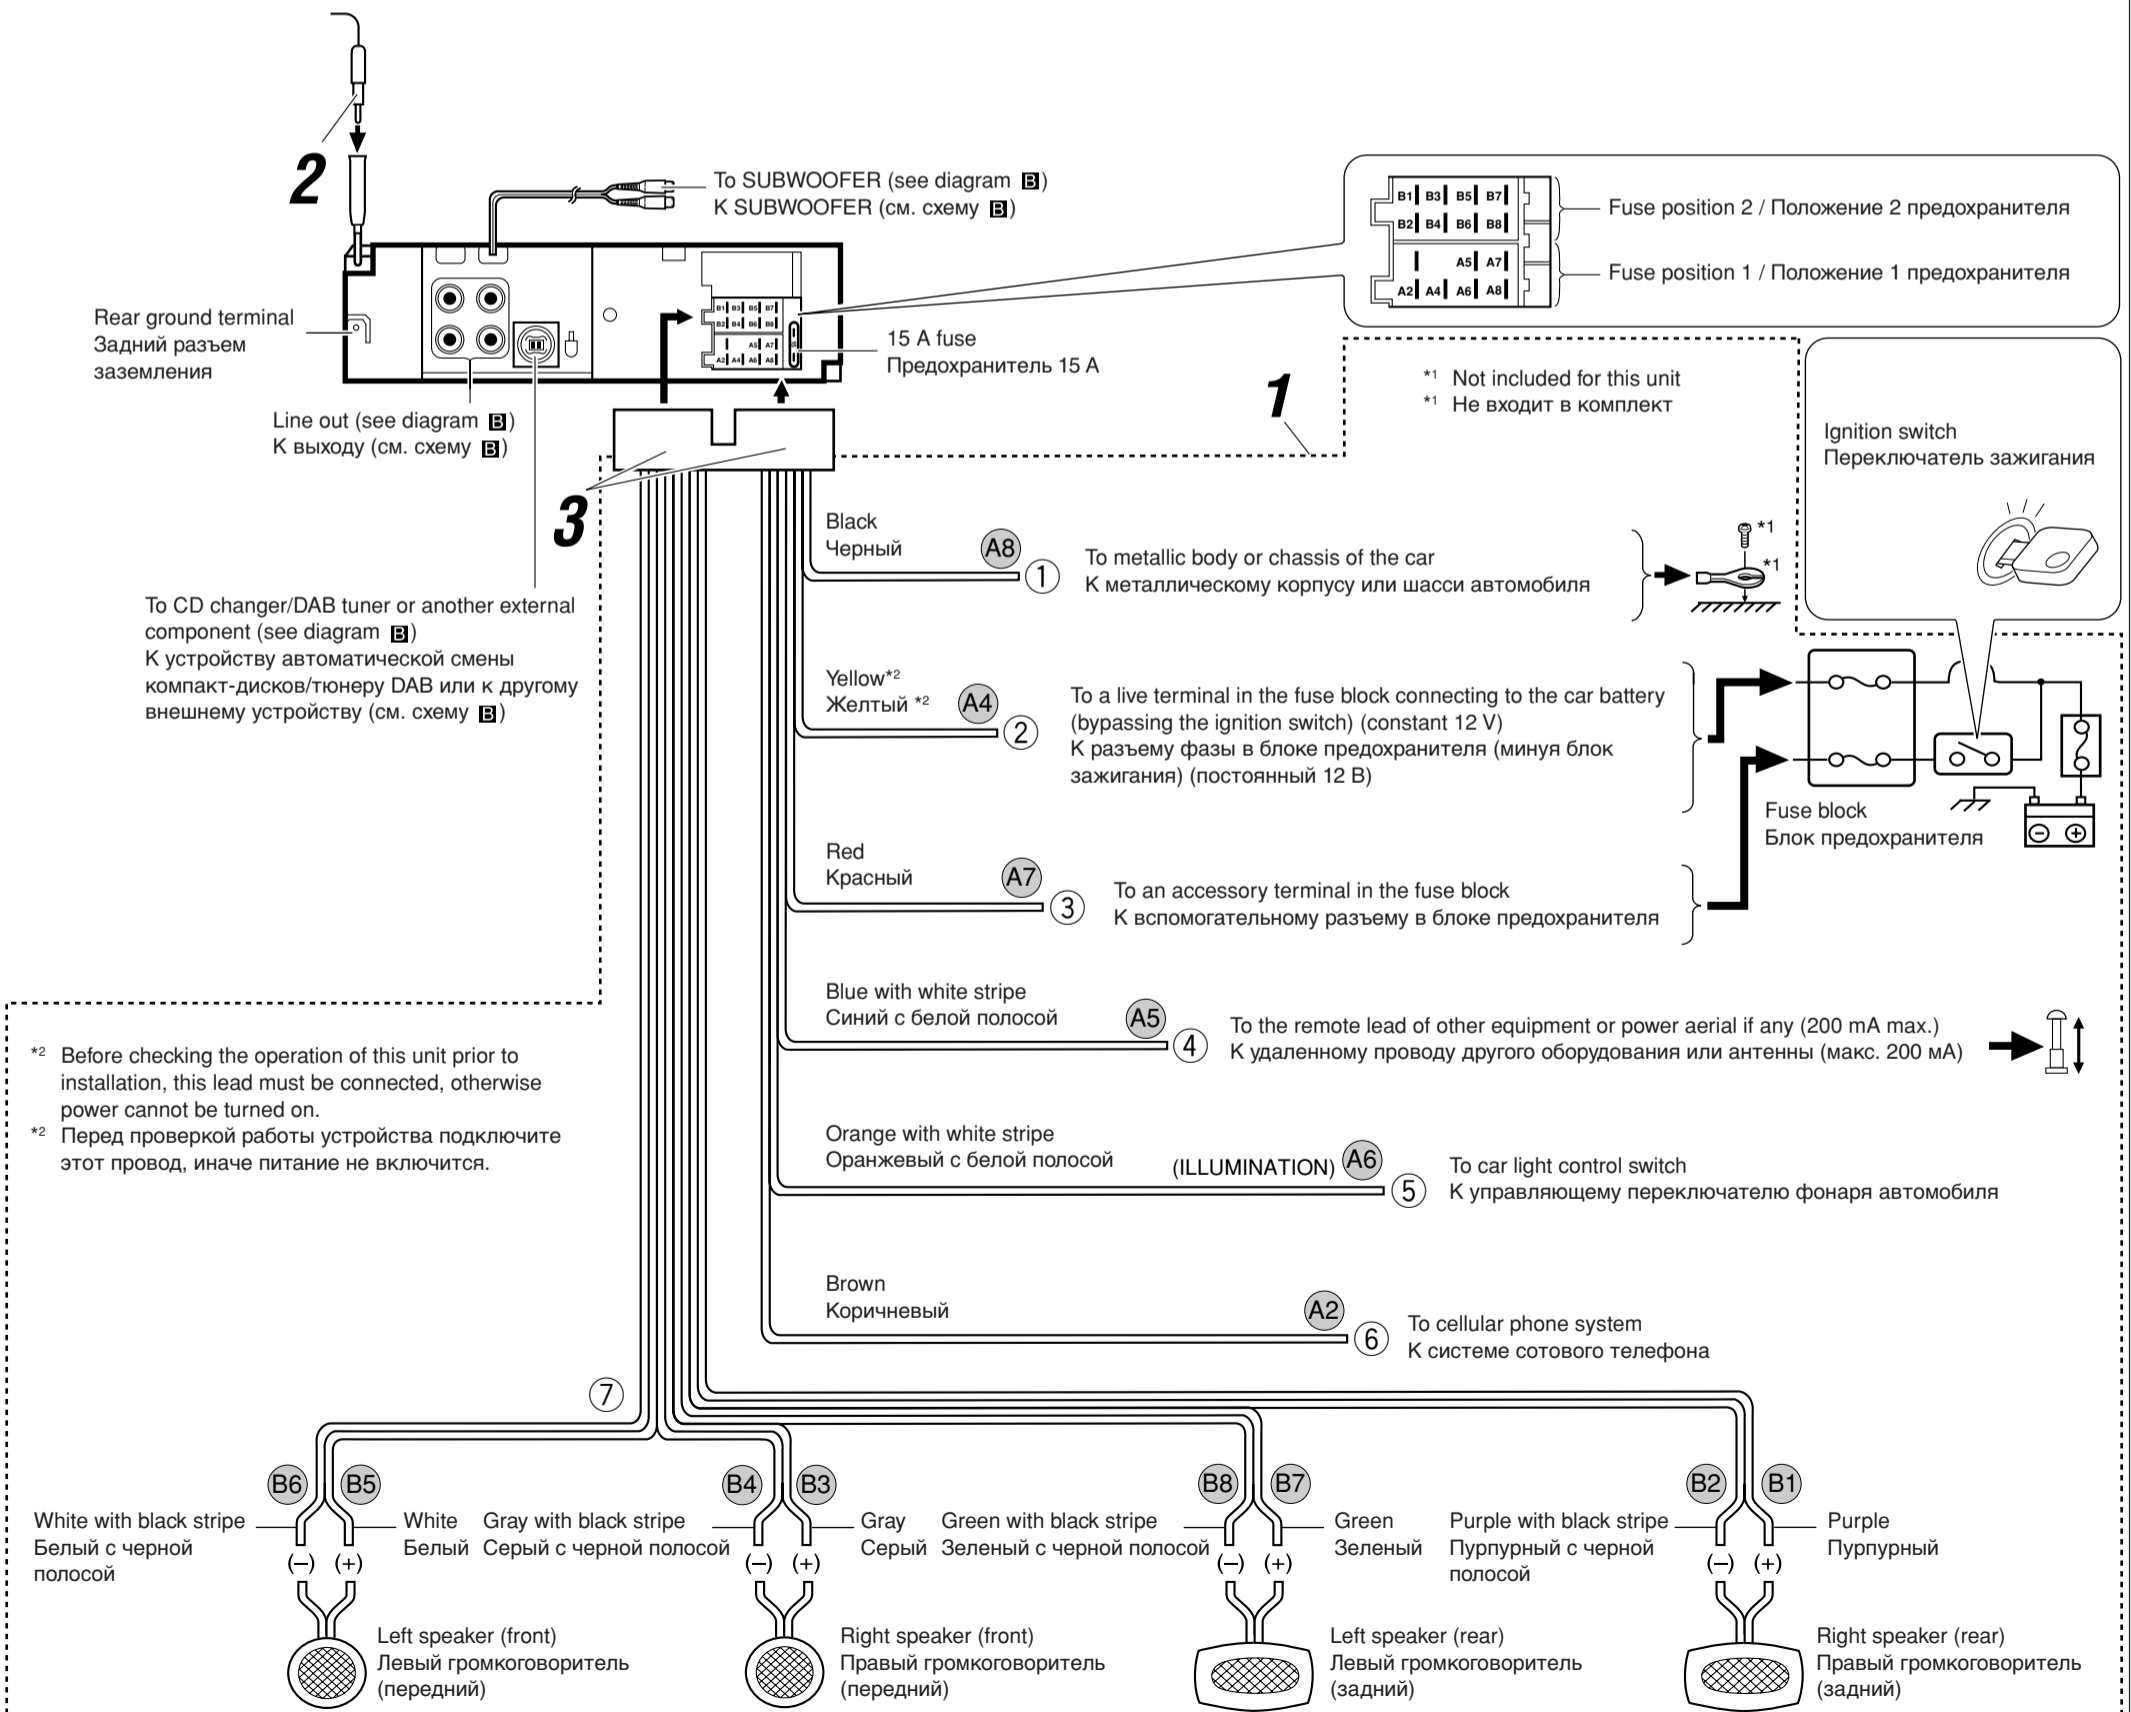 2
To SUBWOOFER (see diagram B)
К SUBWOOFER (см. схему B)
B1 B3 B5 B7
B2 B4 B6 B8
A5 A7
A2 A4 A6 A8
Fuse position 2 / Положение 2 предохранителя
Fuse position 1 / Положение 1 предохранителя
Rear ground terminal
Задний разъем
заземления
B1 B3 B5 B7
B2 B4 B6 B8
A5 A7
A2 A4 A6 A8
15 A fuse
Предохранитель 15 A
Line out (see diagram B)
К выходу (см. схему B)
1
*1 Not included for this unit
*1 Не входит в комплект
Ignition switch
Переключатель зажигания
3
To CD changer/DAB tuner or another external
component (see diagram B)
К устройству автоматической смены
компакт-дисков/тюнеру DAB или к другому
внешнему устройству (см. схему B)
Black
Черный
A8
①
To metallic body or chassis of the car
К металлическому корпусу или шасси автомобиля
*1
*1
Yellow*2
Желтый *2
A4
②
To a live terminal in the fuse block connecting to the car battery
(bypassing the ignition switch) (constant 12 V)
К разъему фазы в блоке предохранителя (минуя блок
зажигания) (постоянный 12 В)
Fuse block
Блок предохранителя
Red
Красный
A7
③
To an accessory terminal in the fuse block
К вспомогательному разъему в блоке предохранителя
Blue with white stripe
Синий с белой полосой
A5
④
To the remote lead of other equipment or power aerial if any (200 mA max.)
К удаленному проводу другого оборудования или антенны (макс. 200 мА)
*2 Before checking the operation of this unit prior to
installation, this lead must be connected, otherwise
power cannot be turned on.
*2 Перед проверкой работы устройства подключите
этот провод, иначе питание не включится.
Orange with white stripe
Оранжевый с белой полосой
(ILLUMINATION)
A6
⑤
To car light control switch
К управляющему переключателю фонаря автомобиля
Brown
Коричневый
A2
⑥
To cellular phone system
К системе сотового телефона
⑦
B6 B5
White with black stripe
Белый с черной
полосой
White
Белый
(–) (+)
Left speaker (front)
Левый громкоговоритель
(передний)
B4 B3
Gray with black stripe
Серый с черной полосой
Gray
Серый
(–) (+)
Right speaker (front)
Правый громкоговоритель
(передний)
B8 B7
Green with black stripe
Зеленый с черной полосой
Green
Зеленый
(–) (+)
Left speaker (rear)
Левый громкоговоритель
(задний)
B2 B1
Purple with black stripe
Пурпурный с черной
полосой
Purple
Пурпурный
(–) (+)
Right speaker (rear)
Правый громкоговоритель
(задний)